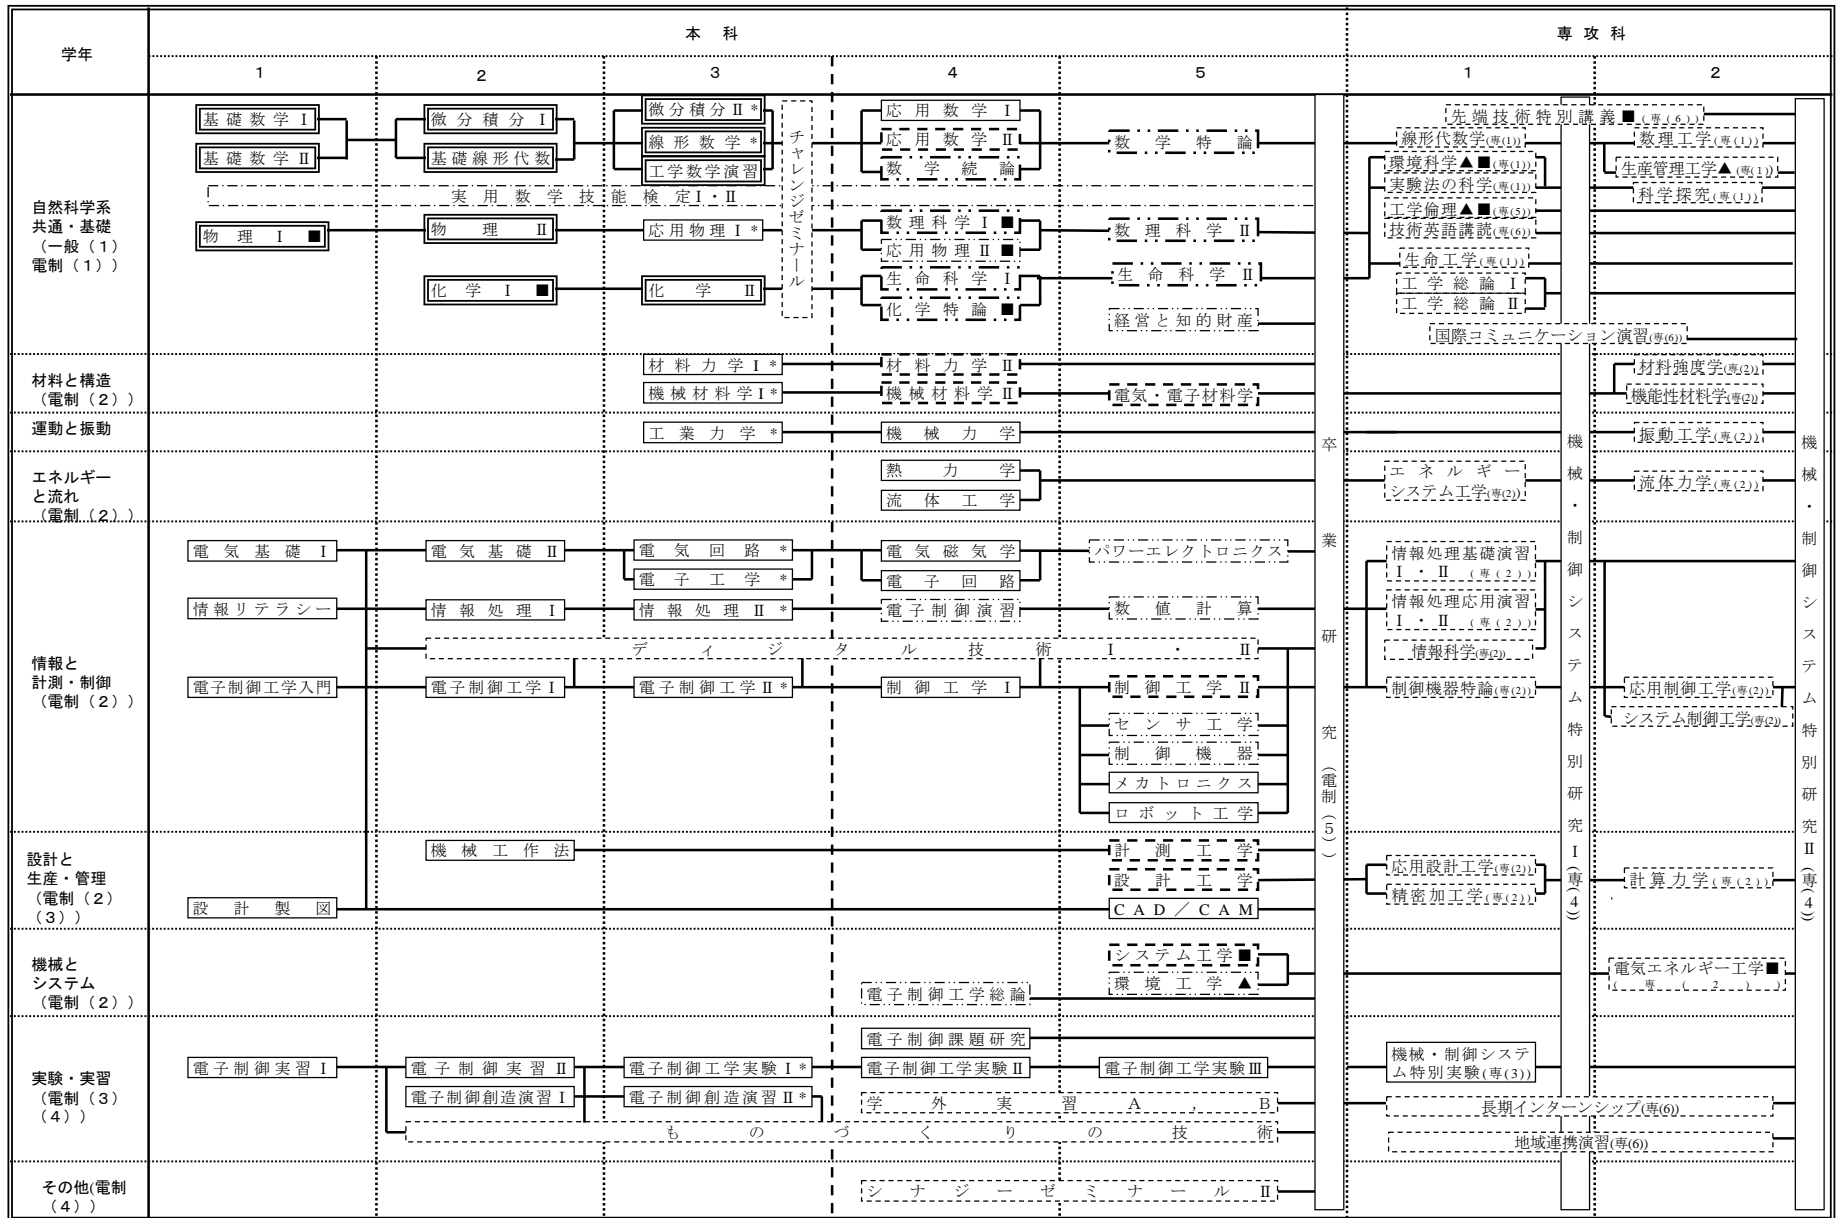 学年
本 科
専 攻 科
1
2
3
4
5
1
2
自然科学系
共通・基礎
(一般(1)
電制(1))
基礎数学Ⅰ
基礎数学Ⅱ
微分積分Ⅰ
基礎線形代数
微分積分Ⅱ*
線形数学*
工学数学演習
チャレンジゼミナール
応用数学Ⅰ
応用数学Ⅱ
数学続論
数学特論
実用数学技能検定Ⅰ・Ⅱ
物理Ⅰ■
物理Ⅱ
応用物理Ⅰ*
数理科学Ⅰ■
応用物理Ⅱ■
数理科学Ⅱ
化学Ⅰ■
化学Ⅱ
生命科学Ⅰ
化学特論■
生命科学Ⅱ
経営と知的財産
先端技術特別講義■(専(6))
線形代数学(専(1))
環境科学▲■(専(1))
実験法の科学(専(1))
工学倫理▲■(専(5))
技術英語講読(専(6))
生命工学(専(1))
工学総論Ⅰ
工学総論Ⅱ
国際コミュニケーション演習(専(6))
数理工学(専(1))
生産管理工学▲(専(1))
科学探究(専(1))
材料と構造
(電制(2))
材料力学Ⅰ*
材料力学Ⅱ
機械材料学Ⅰ*
機械材料学Ⅱ
電気・電子材料学
材料強度学(専(2))
機能性材料学(専(2))
運動と振動
工業力学*
機械力学
振動工学(専(2))
エネルギー
と流れ
(電制(2))
熱力学
流体工学
エネルギー
システム工学(専(2))
流体力学(専(2))
情報と
計測・制御
(電制(2))
電気基礎Ⅰ
電気基礎Ⅱ
電気回路*
電子工学*
電気磁気学
電子回路
パワーエレクトロニクス
情報リテラシー
情報処理Ⅰ
情報処理Ⅱ*
電子制御演習
数値計算
ディジタル技術Ⅰ・Ⅱ
電子制御工学入門
電子制御工学Ⅰ
電子制御工学Ⅱ*
制御工学Ⅰ
制御工学Ⅱ
センサ工学
制御機器
メカトロニクス
ロボット工学
情報処理基礎演習
Ⅰ・Ⅱ(専(2))
情報処理応用演習
Ⅰ・Ⅱ(専(2))
情報科学(専(2))
制御機器特論(専(2))
応用制御工学(専(2))
システム制御工学(専(2))
設計と
生産・管理
(電制(2)
(3))
機械工作法
計測工学
設計工学
設計製図
CAD/CAM
応用設計工学(専(2))
精密加工学(専(2))
計算力学(専(2))
機械と
システム
(電制(2))
システム工学■
環境工学▲
電子制御工学総論
電気エネルギー工学■
(専(2))
実験・実習
(電制(3)
(4))
電子制御課題研究
電子制御実習Ⅰ
電子制御実習Ⅱ
電子制御工学実験Ⅰ*
電子制御工学実験Ⅱ
電子制御工学実験Ⅲ
電子制御創造演習Ⅰ
電子制御創造演習Ⅱ*
学外実習A,B
ものづくりの技術
機械・制御システ
ム特別実験(専(3))
長期インターンシップ(専(6))
地域連携演習(専(6))
その他(電制
(4))
シナジーゼミナールⅡ
卒業研究(電制(5))
機械・制御システム特別研究Ⅰ(専(4))
機械・制御システム特別研究Ⅱ(専(4))